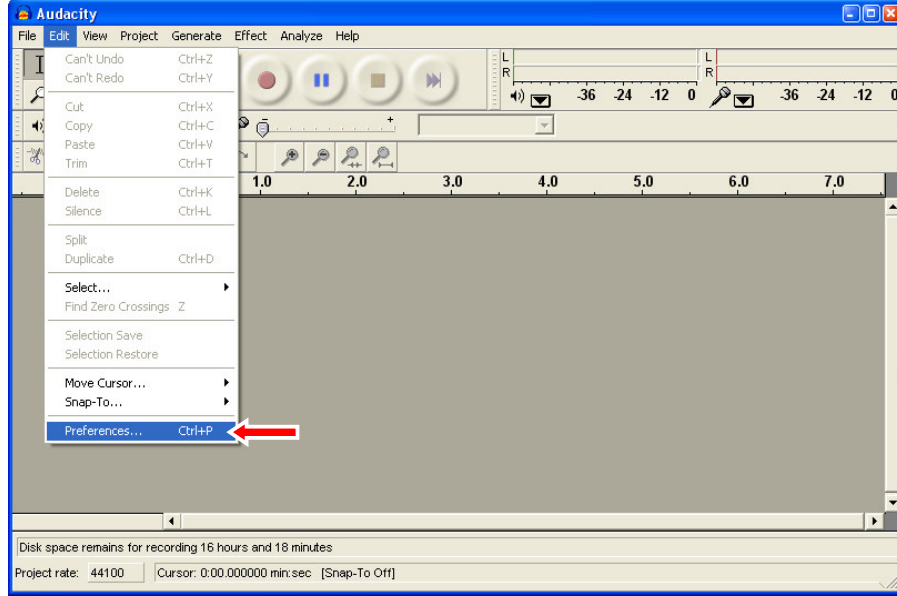 Audacity
File Edit View Project Generate Effect Analyze Help
Can't Undo Ctrl+Z
Can't Redo Ctrl+Y
Cut Ctrl+X
Copy Ctrl+C
Paste Ctrl+V
Trim Ctrl+T
Delete Ctrl+K
Silence Ctrl+L
Split
Duplicate Ctrl+D
Select...
Find Zero Crossings Z
Selection Save
Selection Restore
Move Cursor...
Snap-To...
Preferences... Ctrl+P
L
R
-36 -24 -12 0
L
R
-36 -24 -12 0
1.0 2.0 3.0 4.0 5.0 6.0 7.0
Disk space remains for recording 16 hours and 18 minutes
Project rate: 44100 Cursor: 0:00.000000 min:sec [Snap-To Off]